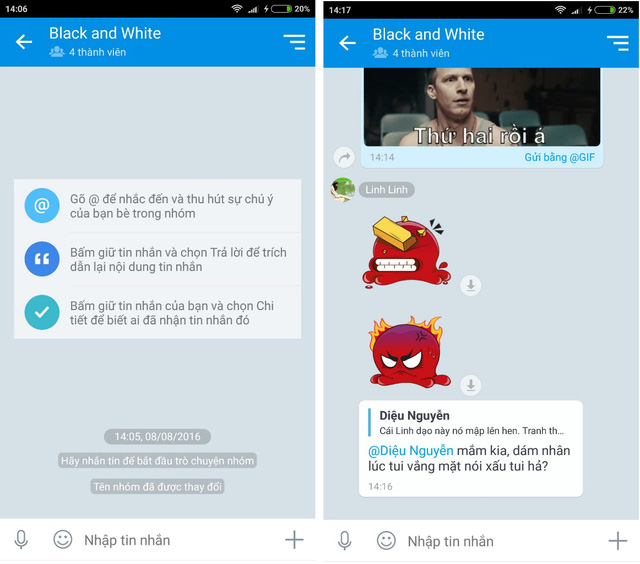 14:06
20%
Black and White
4 thành viên
@
Gõ @ để nhắc đến và thu hút sự chú ý
của bạn bè trong nhóm
Bấm giữ tin nhắn và chọn Trả lời để trích
dẫn lại nội dung tin nhắn
Bấm giữ tin nhắn của bạn và chọn Chi
tiết để biết ai đã nhận tin nhắn đó
14:05, 08/08/2016
Hãy nhắn tin để bắt đầu trò chuyện nhóm
Tên nhóm đã được thay đổi
Nhập tin nhắn
14:17
22%
Black and White
4 thành viên
Thứ hai rồi á
14:14
Gửi bằng @GIF
Linh Linh
Diệu Nguyễn
Cái Linh dạo này nó mập lên hen. Tranh th...
@Diệu Nguyễn mắm kia, dám nhân
lúc tui vắng mặt nói xấu tui hả?
14:16
Nhập tin nhắn